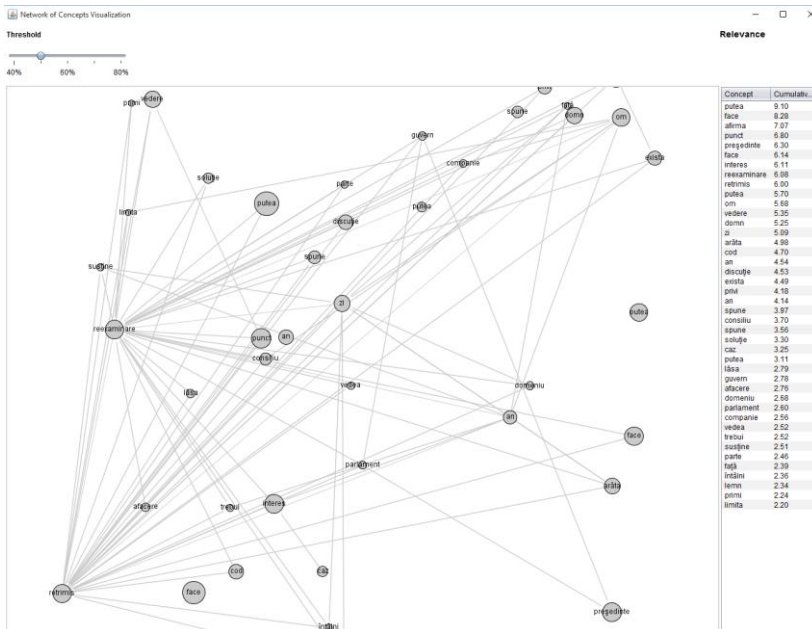 Network of Concepts Visualization
Threshold
40%
60%
80%
Relevance
Concept Cumulativ...
putea 9.10
face 8.28
afirma 7.07
punct 6.80
președinte 6.30
face 6.14
interes 6.11
reexaminare 6.08
retrimis 6.00
putea 5.70
om 5.68
vedere 5.35
domn 5.25
zi 5.09
arăta 4.98
cod 4.70
an 4.54
discuție 4.53
exista 4.49
privi 4.18
an 4.14
spune 3.97
consiliu 3.70
spune 3.56
soluție 3.30
caz 3.25
putea 3.11
lăsa 2.79
guvern 2.78
afacere 2.76
domeniu 2.68
parlament 2.60
companie 2.56
vedea 2.52
trebui 2.52
susține 2.51
parte 2.46
față 2.39
întâlni 2.36
lemn 2.34
primi 2.24
limita 2.20
primi
vedere
spune
față
domn
om
guvern
companie
exista
soluție
parte
limita
putea
putea
discuție
spune
susține
zi
putea
reexaminare
punct
an
consiliu
lăsa
vedea
domeniu
an
face
parlament
arăta
afacere
trebui
interes
cod
caz
retrimis
face
președinte
întâlni